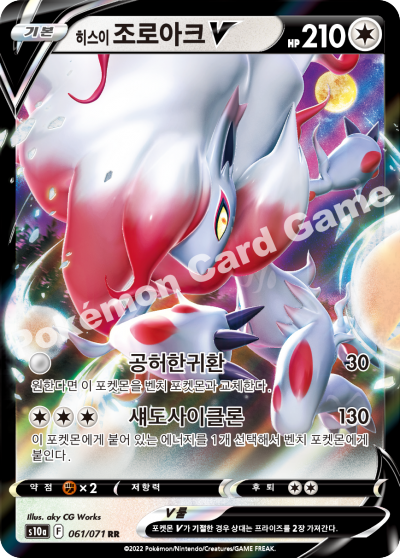 기본 히스이 조로아크 V HP 210
Pokémon Card Game
공허한귀환 30
원한다면 이 포켓몬을 벤치 포켓몬과 교체한다.
섀도사이클론 130
이 포켓몬에게 붙어 있는 에너지를 1개 선택해서 벤치 포켓몬에게
붙인다.
약점 ×2 저항력 후퇴
Illus. aky CG Works
V 룰
s10a F 061/071 RR
포켓몬 V가 기절한 경우 상대는 프라이즈를 2장 가져간다.
©2022 Pokémon/Nintendo/Creatures/GAME FREAK.